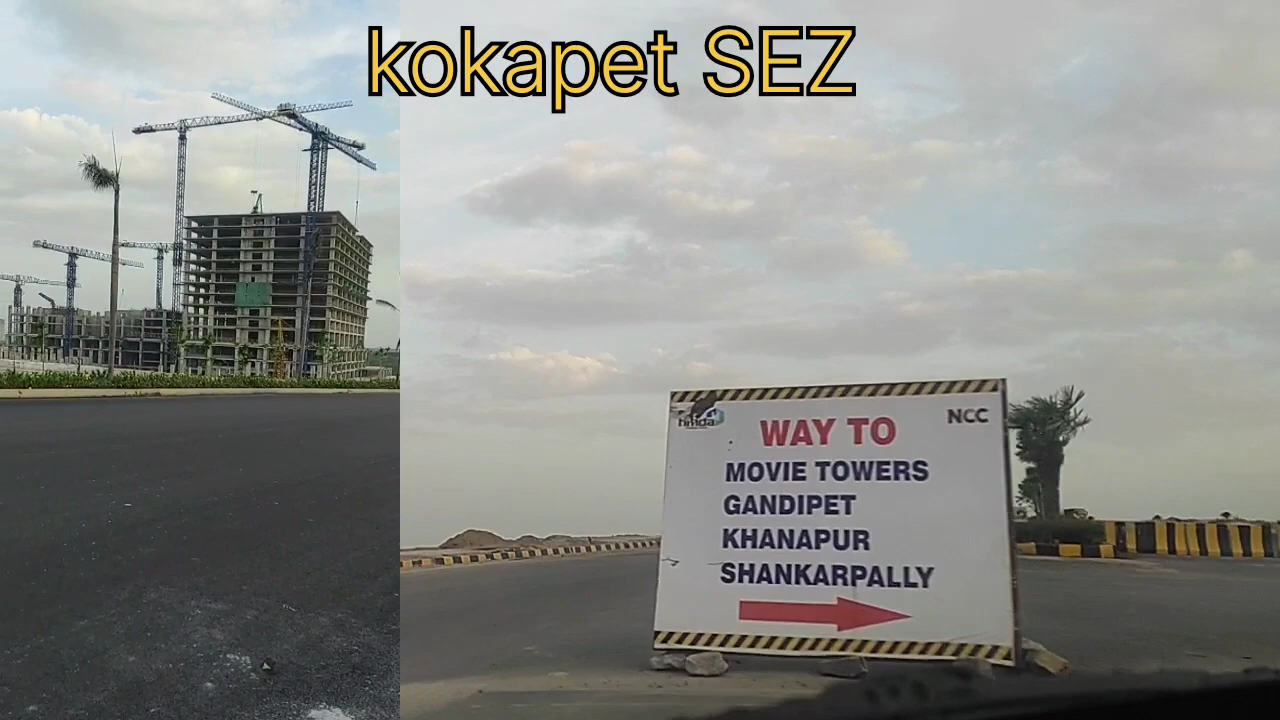 kokapet SEZ
hmda
NCC
WAY TO
MOVIE TOWERS
GANDIPET
KHANAPUR
SHANKARPALLY